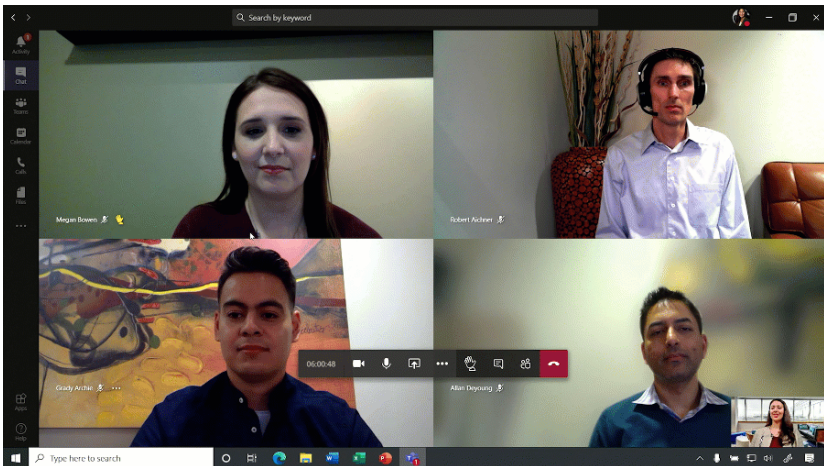 Search by keyword
Activity
Chat
Teams
Calendar
Calls
Files
Megan Bowen
Robert Aichner
06:00:48
Grady Archie
Allan Deyoung
Apps
Help
Type here to search